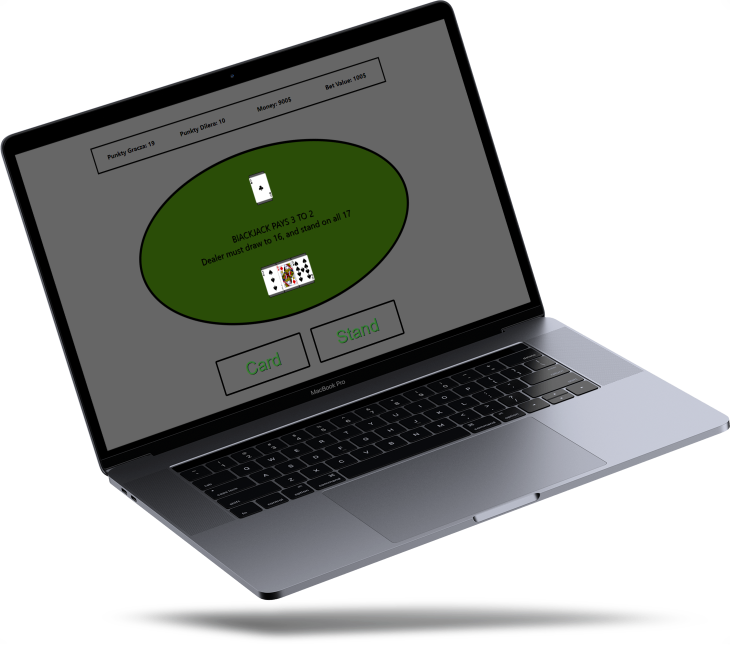 Punkty Gracza: 19 Punkty Dilera: 10 Money: 900$ Bet Value: 100$
BlACKJACK PAYS 3 TO 2
Dealer must draw to 16, and stand on all 17
Card Stand
MacBook Pro